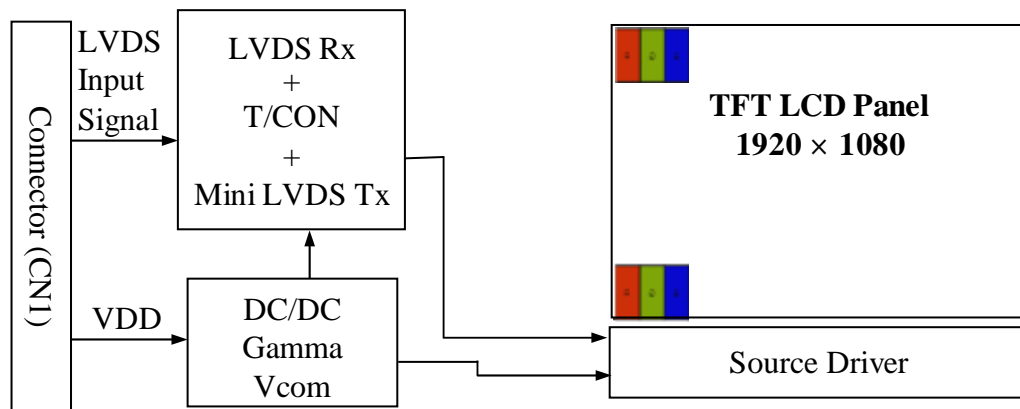 Connector (CN1)
LVDS
Input
Signal
VDD
LVDS Rx
+
T/CON
+
Mini LVDS Tx
DC/DC
Gamma
Vcom
TFT LCD Panel
1920 × 1080
Source Driver